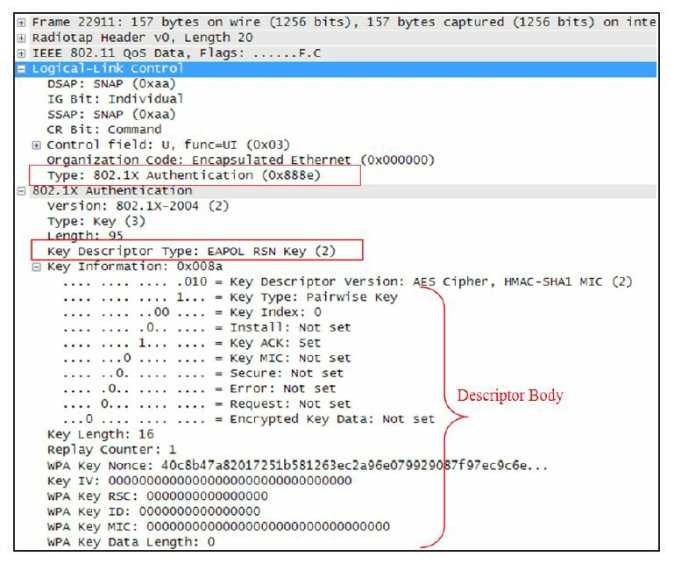 Frame 22911: 157 bytes on wire (1256 bits), 157 bytes captured (1256 bits) on inte
Radiotap Header v0, Length 20
IEEE 802.11 QoS Data, Flags: ......F.C
Logical-Link Control
DSAP: SNAP (0xaa)
IG Bit: Individual
SSAP: SNAP (0xaa)
CR Bit: Command
Control field: U, func=UI (0x03)
Organization Code: Encapsulated Ethernet (0x000000)
Type: 802.1X Authentication (0x888e)
802.1X Authentication
Version: 802.1X-2004 (2)
Type: Key (3)
Length: 95
Key Descriptor Type: EAPOL RSN Key (2)
Key Information: 0x008a
.... .... .... .010 = Key Descriptor Version: AES Cipher, HMAC-SHA1 MIC (2)
.... .... .... 1... = Key Type: Pairwise Key
.... .... ..00 .... = Key Index: 0
.... .... .0.. .... = Install: Not set
.... .... 1... .... = Key ACK: Set
.... ...0 .... .... = Key MIC: Not set
.... ..0. .... .... = Secure: Not set
.... .0.. .... .... = Error: Not set
.... 0... .... .... = Request: Not set
...0 .... .... .... = Encrypted Key Data: Not set
Descriptor Body
Key Length: 16
Replay Counter: 1
WPA Key Nonce: 40c8b47a82017251b581263ec2a96e079929087f97ec9c6e...
Key IV: 00000000000000000000000000000000
WPA Key RSC: 0000000000000000
WPA Key ID: 0000000000000000
WPA Key MIC: 00000000000000000000000000000000
WPA Key Data Length: 0